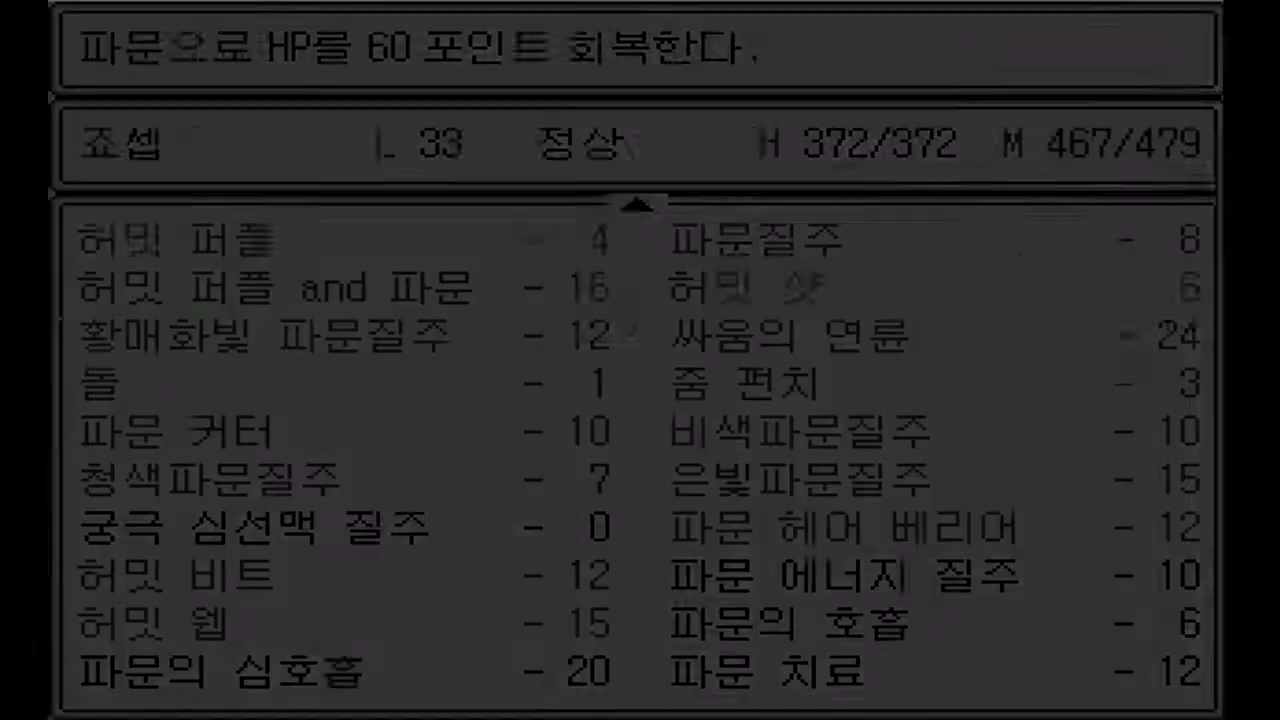 파문으로 HP를 60 포인트 회복한다.
죠셉 L 33 정상 H 372/372 M 467/479
허밋 퍼플 - 4 파문질주 - 8
허밋 퍼플 and 파문 - 16 허밋 샷 6
황매화빛 파문질주 - 12 싸움의 연륜 - 24
돌 - 1 줌 펀치 - 3
파문 커터 - 10 비색파문질주 - 10
청색파문질주 - 7 은빛파문질주 - 15
궁극 심선맥 질주 - 0 파문 헤어 베리어 - 12
허밋 비트 - 12 파문 에너지 질주 - 10
허밋 웹 - 15 파문의 호흡 - 6
파문의 심호흡 - 20 파문 치료 - 12